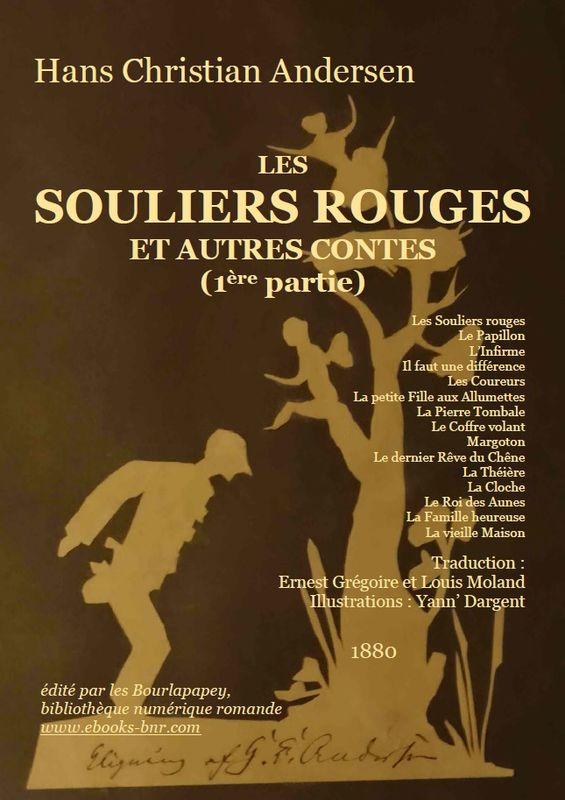 Hans Christian Andersen
LES
SOULIERS ROUGES
ET AUTRES CONTES
(1ère partie)
Les Souliers rouges
Le Papillon
L'Infirme
Il faut une différence
Les Coureurs
La petite Fille aux Allumettes
La Pierre Tombale
Le Coffre volant
Margoton
Le dernier Rêve du Chêne
La Théière
La Cloche
Le Roi des Aunes
La Famille heureuse
La vieille Maison
Traduction :
Ernest Grégoire et Louis Moland
Illustrations : Yann' Dargent
1880
édité par les Bourlapapey,
bibliothèque numérique romande
www.ebooks-bnr.com